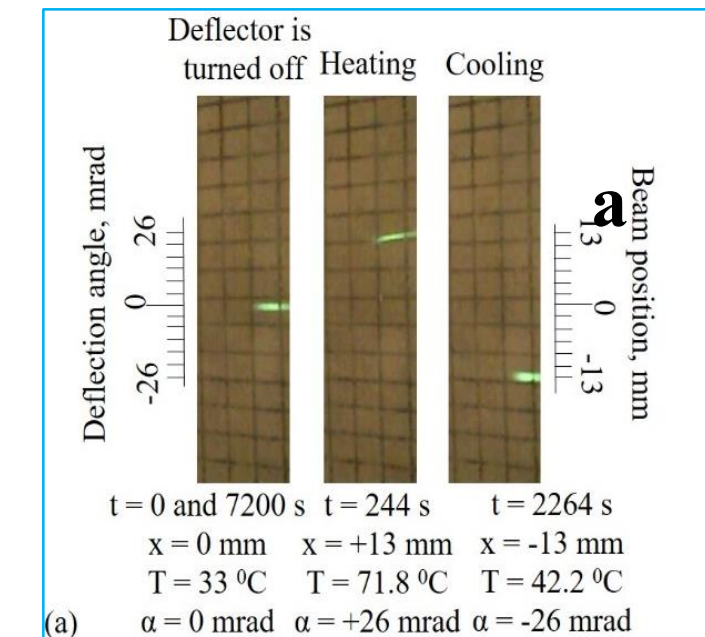 Deflector is
turned off
Heating
Cooling
Deflection angle, mrad
26
0
-26
a
13
0
-13
Beam position, mm
t = 0 and 7200 s
t = 244 s
t = 2264 s
x = 0 mm
x = +13 mm
x = -13 mm
T = 33 ⁰C
T = 71.8 ⁰C
T = 42.2 ⁰C
(a)
α = 0 mrad
α = +26 mrad
α = -26 mrad